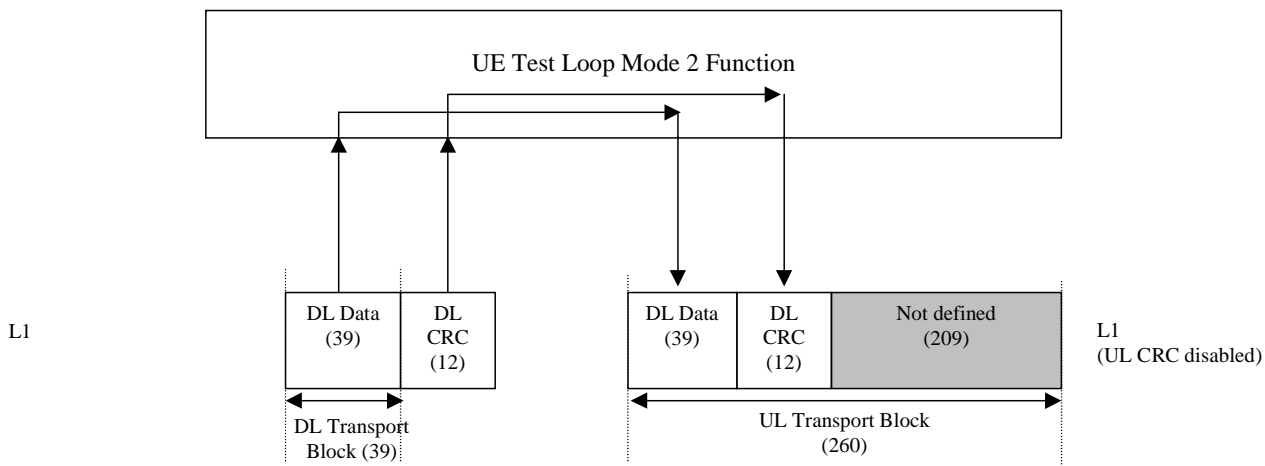 UE Test Loop Mode 2 Function
L1
DL Data
(39)
DL
CRC
(12)
DL Transport
Block (39)
DL Data
(39)
DL
CRC
(12)
Not defined
(209)
UL Transport Block
(260)
L1
(UL CRC disabled)